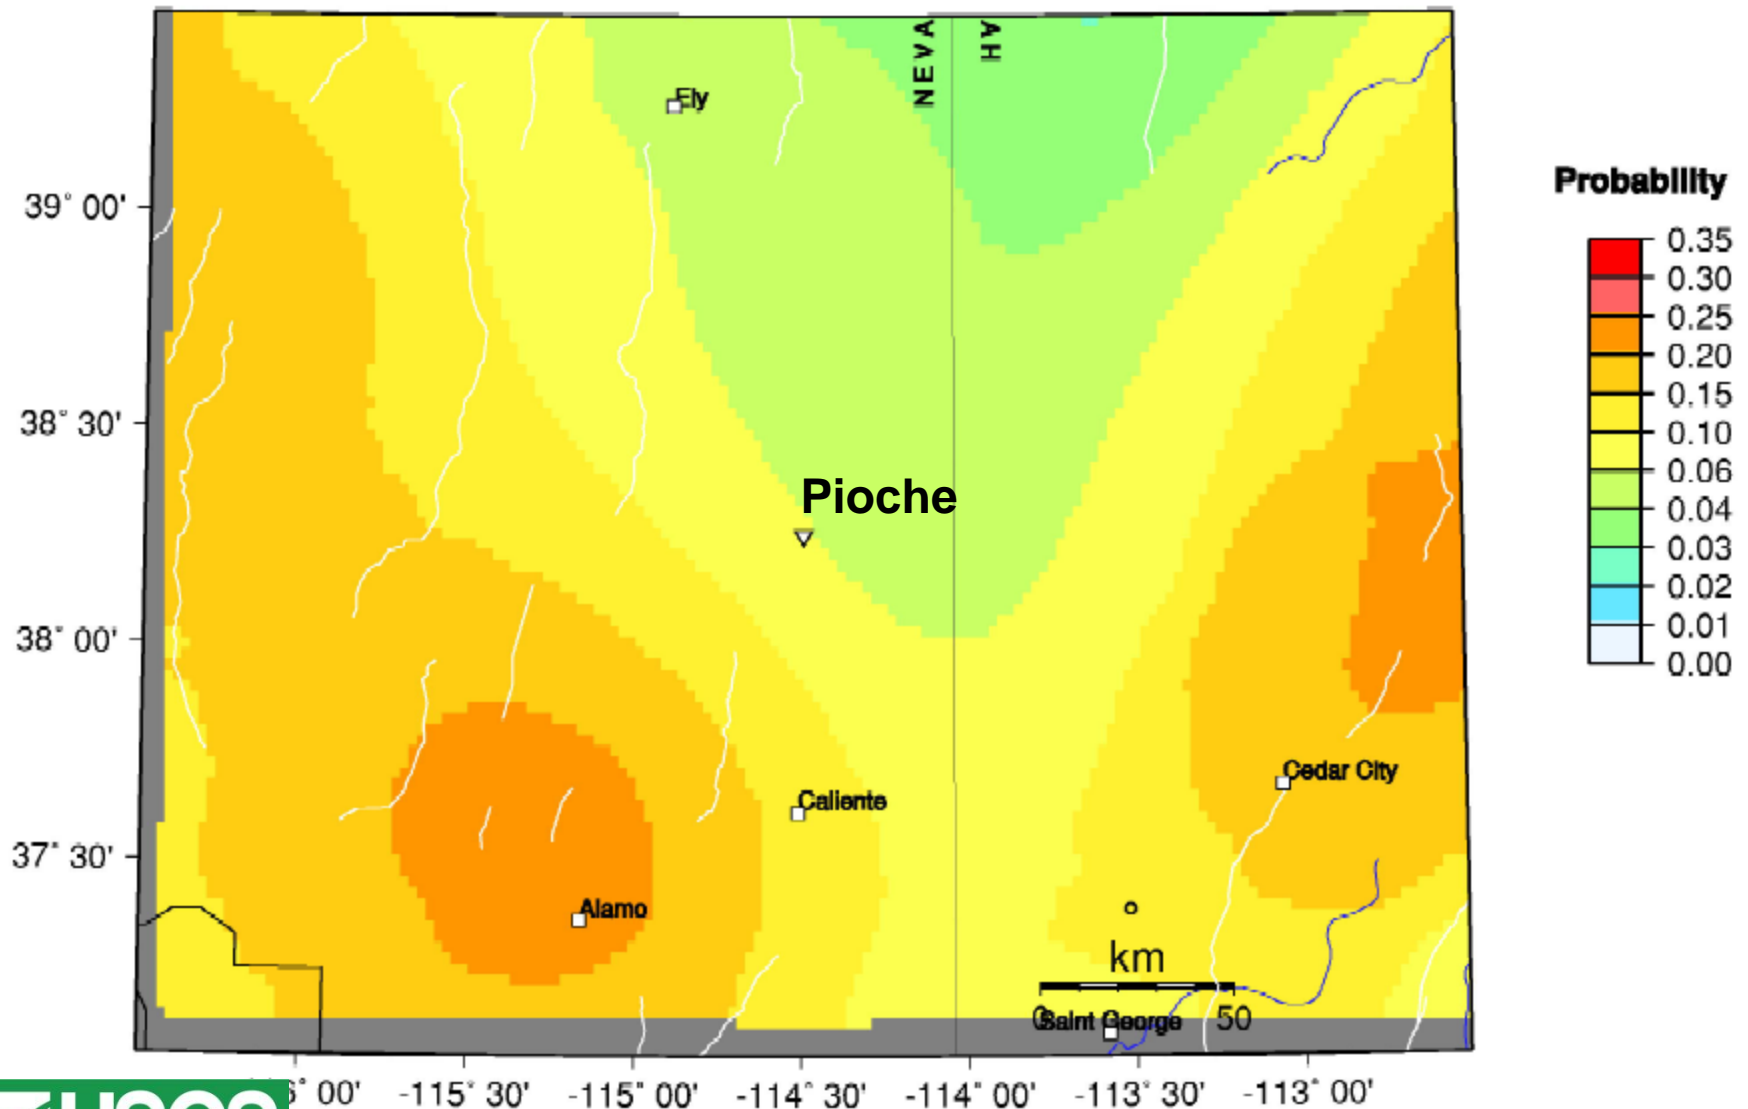 NEVA
AH
Ely
39° 00'
Probability
0.35
0.30
0.25
0.20
0.15
0.10
0.06
0.04
0.03
0.02
0.01
0.00
38° 30'
Pioche
38° 00'
Cedar City
Caliente
37° 30'
Alamo
km
0 50
Saint George
6° 00' -115° 30' -115° 00' -114° 30' -114° 00' -113° 30' -113° 00'